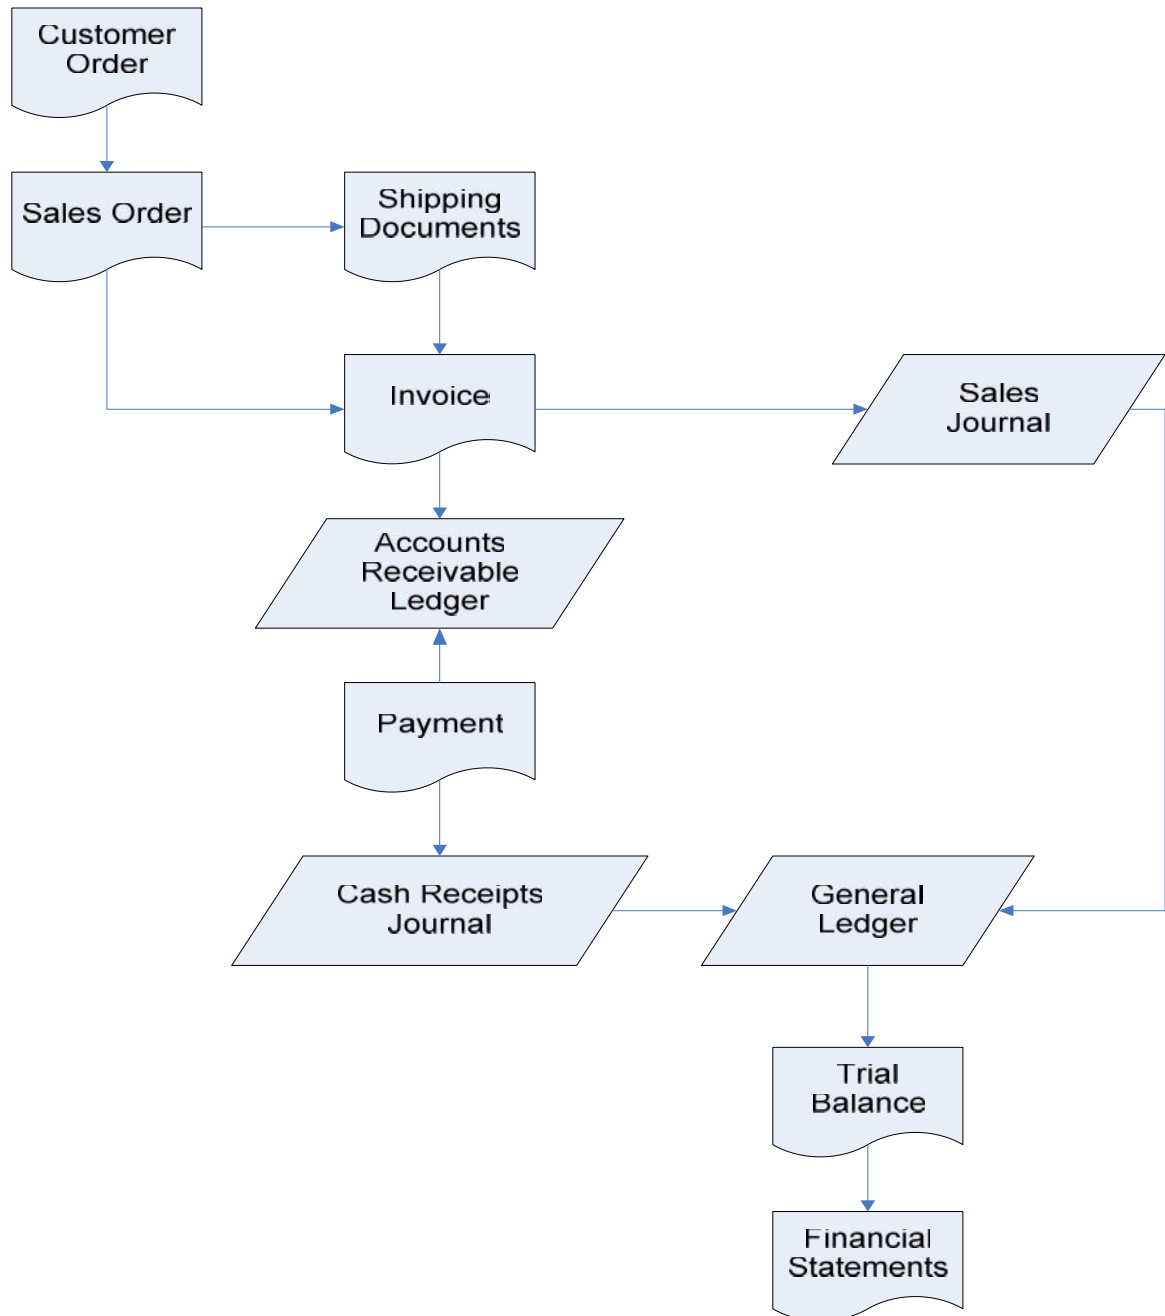 Customer
Order
Sales Order
Shipping
Documents
Invoice
Sales
Journal
Accounts
Receivable
Ledger
Payment
Cash Receipts
Journal
General
Ledger
Trial
Balance
Financial
Statements